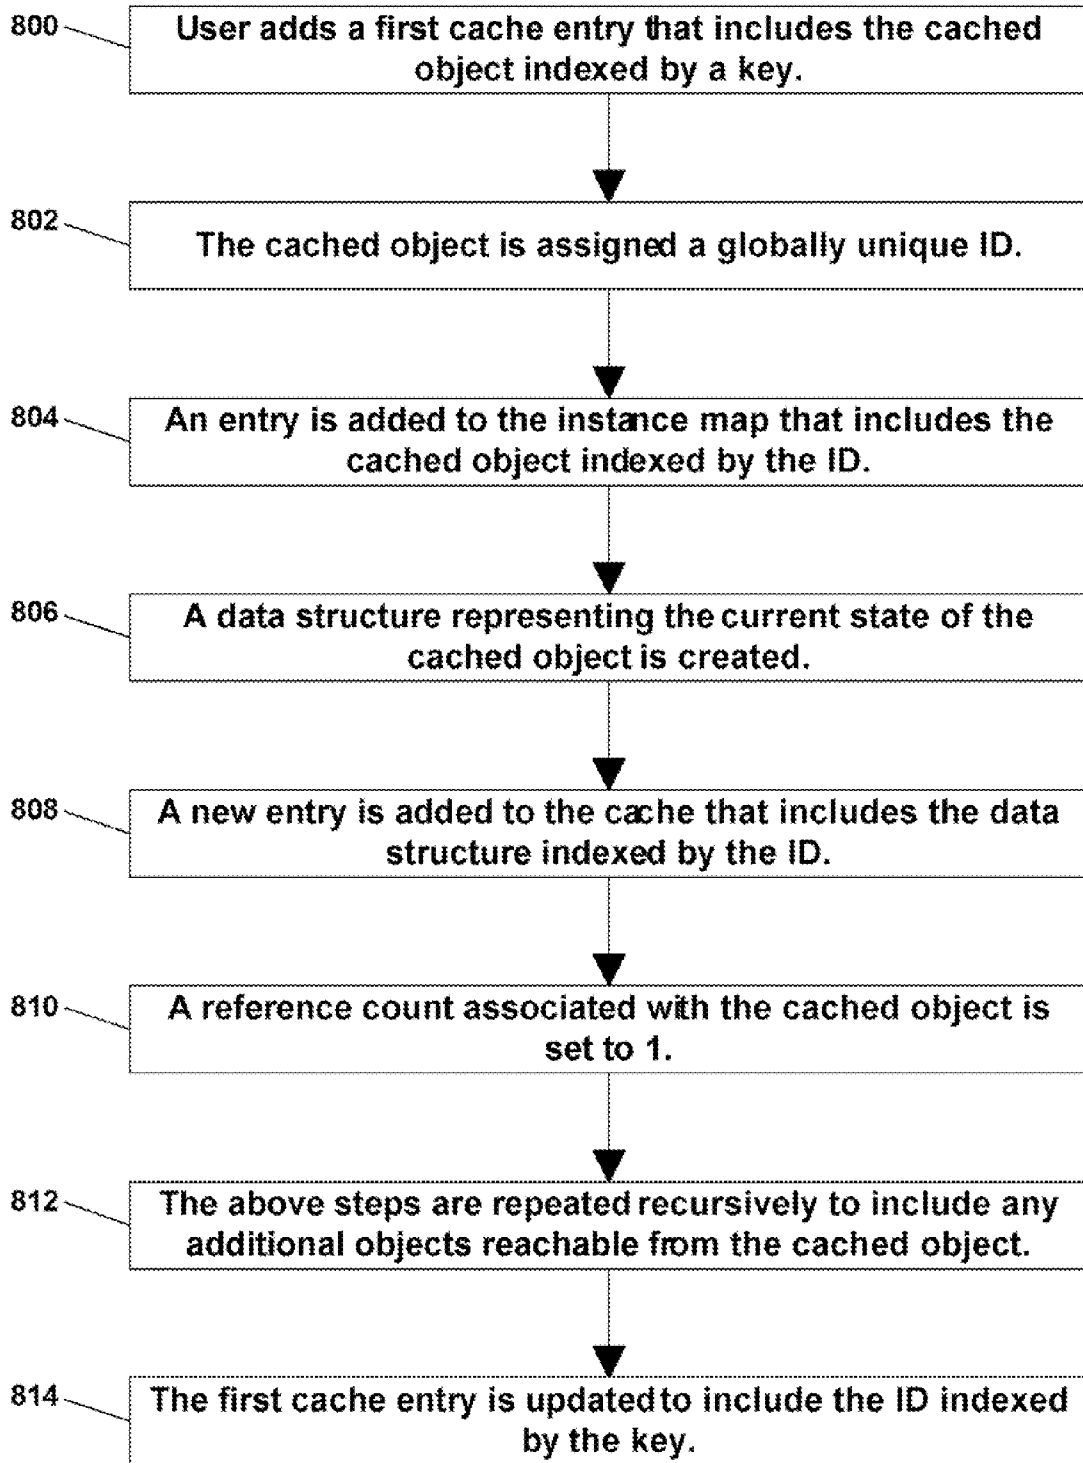 800
User adds a first cache entry that includes the cached
object indexed by a key.
802
The cached object is assigned a globally unique ID.
804
An entry is added to the instance map that includes the
cached object indexed by the ID.
806
A data structure representing the current state of the
cached object is created.
808
A new entry is added to the cache that includes the data
structure indexed by the ID.
810
A reference count associated with the cached object is
set to 1.
812
The above steps are repeated recursively to include any
additional objects reachable from the cached object.
814
The first cache entry is updated to include the ID indexed
by the key.